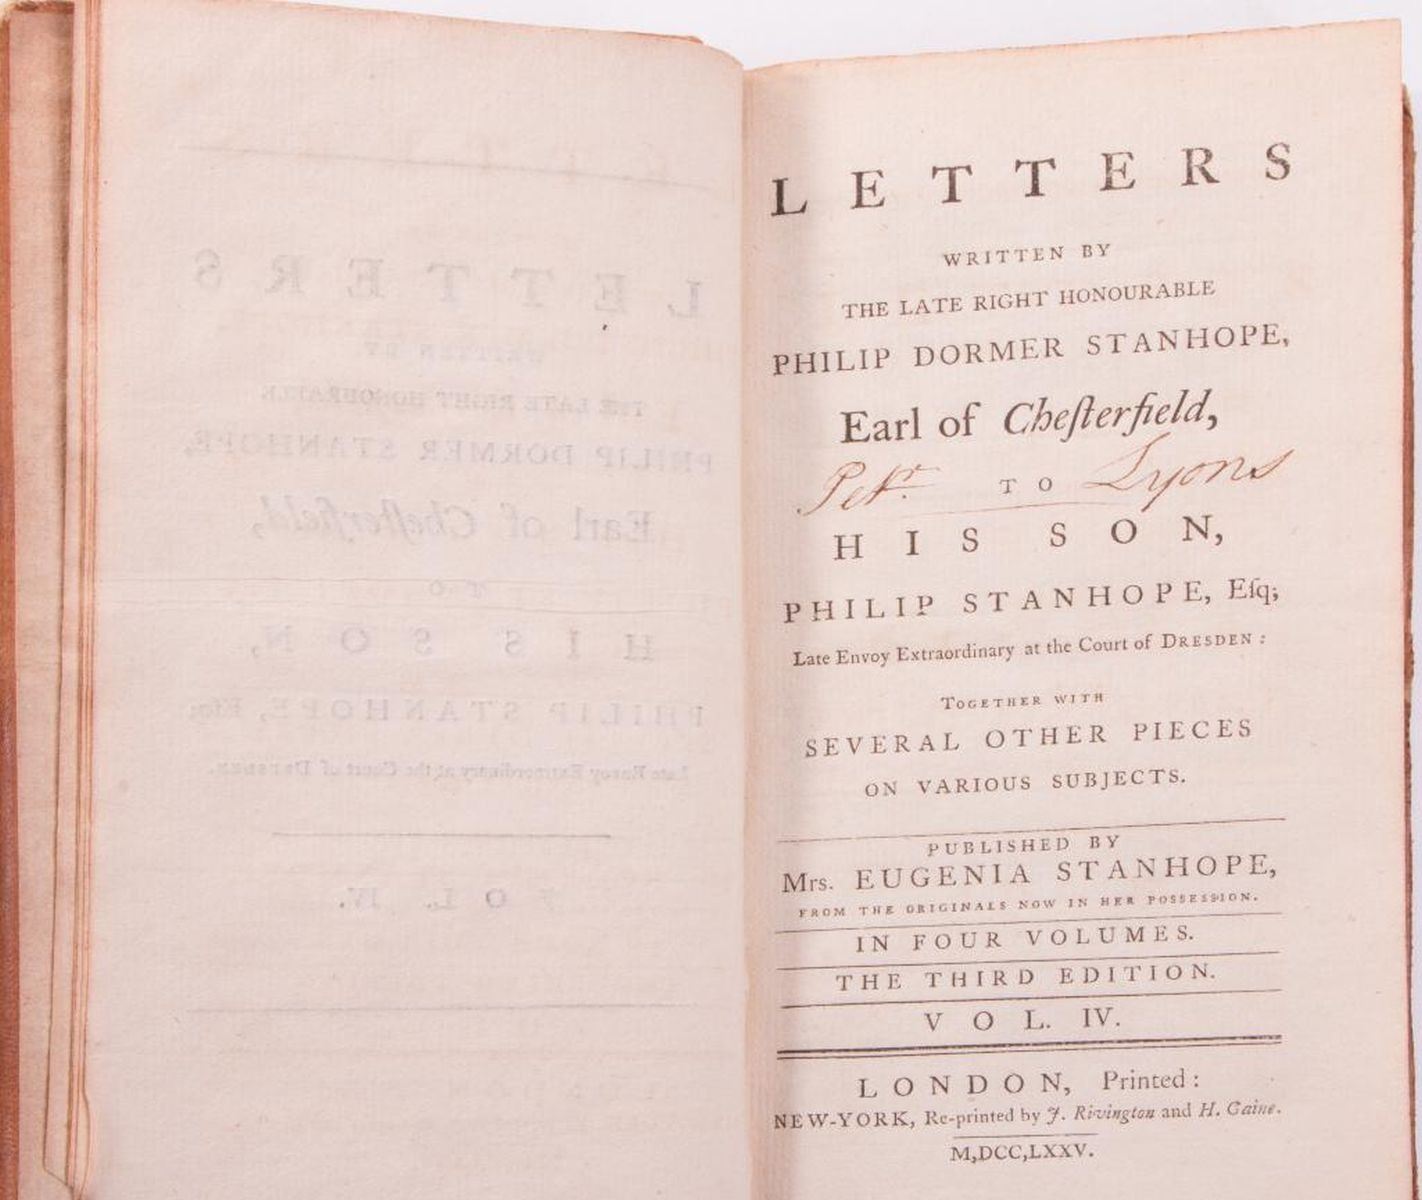 LETTERS
WRITTEN BY
THE LATE RIGHT HONOURABLE
PHILIP DORMER STANHOPE,
Earl of Cheſterfield,
Petr. TO Lyons
HIS SON,
PHILIP STANHOPE, Eſq;
Late Envoy Extraordinary at the Court of DRESDEN:
TOGETHER WITH
SEVERAL OTHER PIECES
ON VARIOUS SUBJECTS.
PUBLISHED BY
Mrs. EUGENIA STANHOPE,
FROM THE ORIGINALS NOW IN HER POSSESSION.
IN FOUR VOLUMES.
THE THIRD EDITION.
VOL. IV.
LONDON, Printed:
NEW-YORK, Re-printed by J. Rivington and H. Gaine.
M,DCC,LXXV.